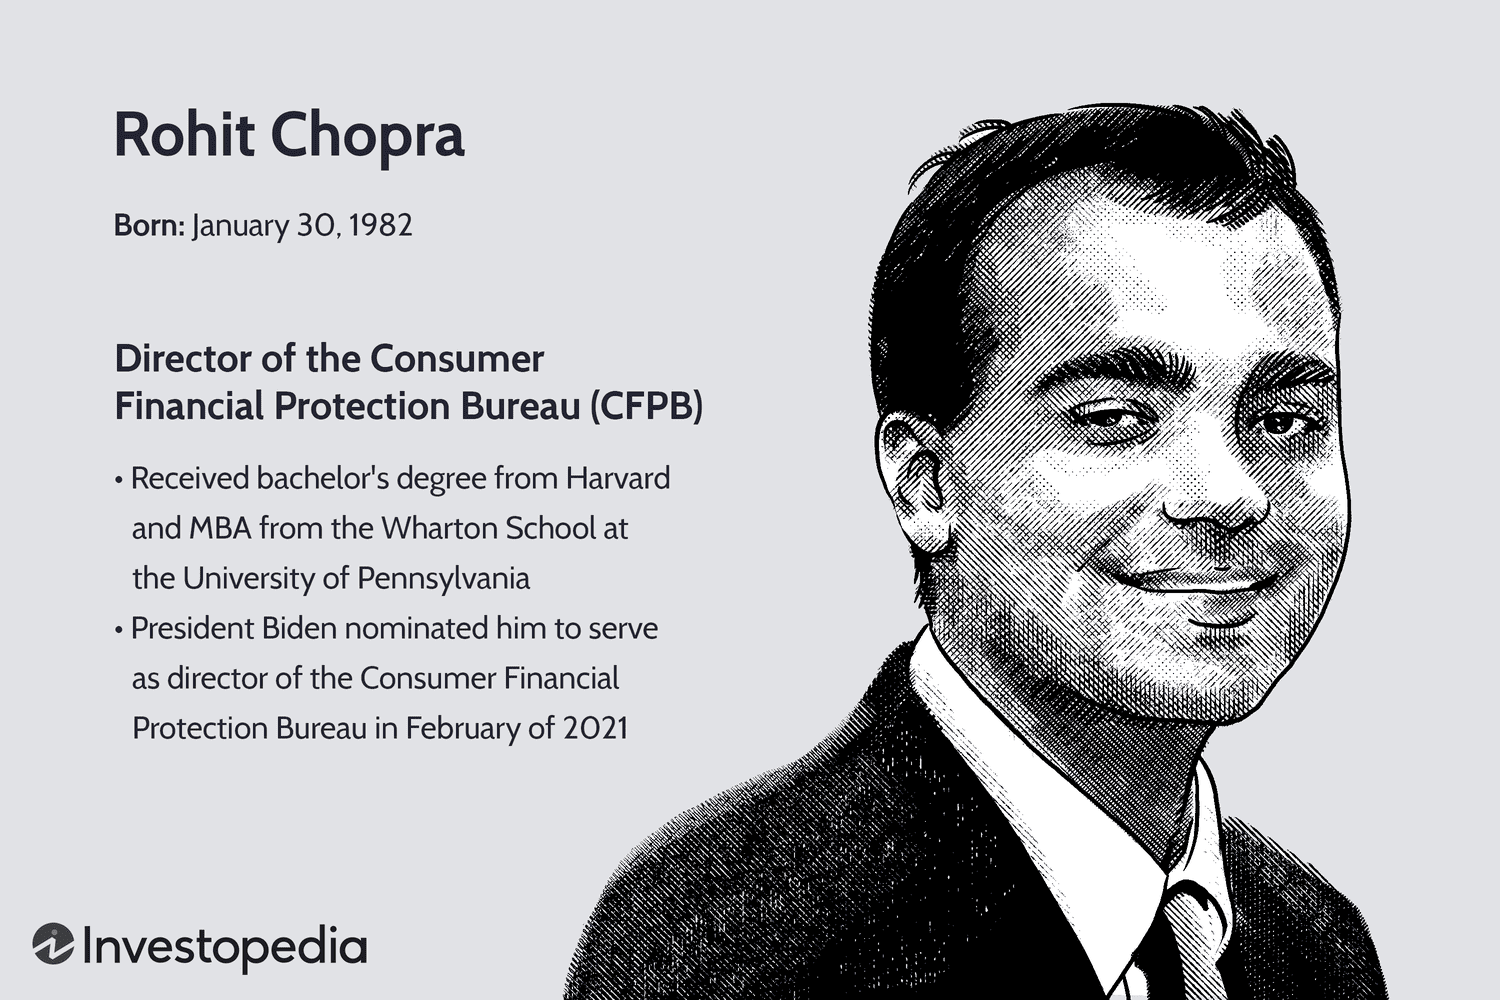 Rohit Chopra
Born: January 30, 1982
Director of the Consumer
Financial Protection Bureau (CFPB)
• Received bachelor's degree from Harvard
and MBA from the Wharton School at
the University of Pennsylvania
• President Biden nominated him to serve
as director of the Consumer Financial
Protection Bureau in February of 2021
Investopedia